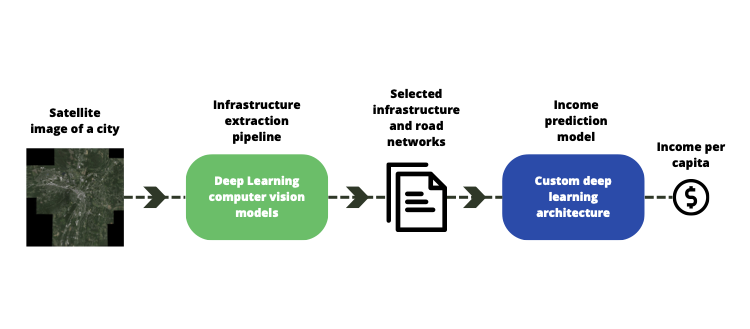 Satellite
image of a city
Infrastructure
extraction
pipeline
Deep Learning
computer vision
models
Selected
infrastructure
and road
networks
Income
prediction
model
Custom deep
learning
architecture
Income per
capita
$